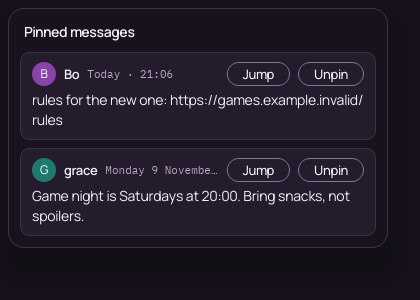 Pinned messages
B Bo Today · 21:06 Jump Unpin
rules for the new one: https://games.example.invalid/
rules
G grace Monday 9 Novembe… Jump Unpin
Game night is Saturdays at 20:00. Bring snacks, not
spoilers.